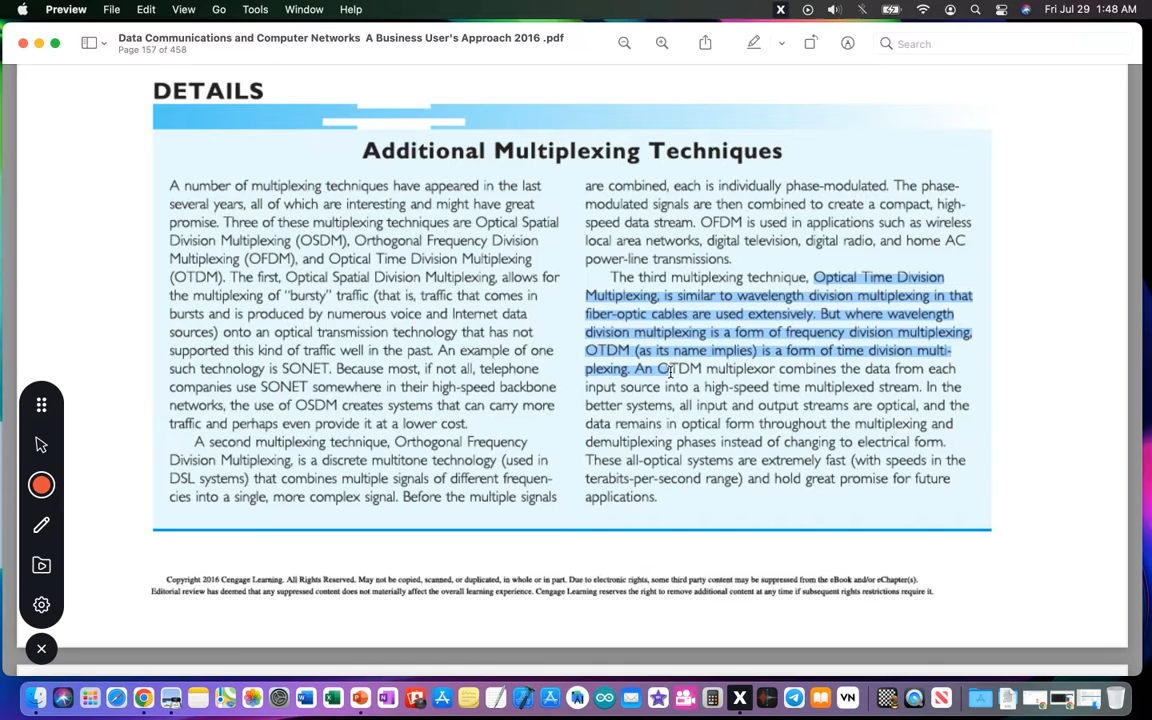 Preview File Edit View Go Tools Window Help Fri Jul 29 1:48 AM
Data Communications and Computer Networks A Business User's Approach 2016 .pdf
Page 157 of 458
Search
DETAILS
Additional Multiplexing Techniques
A number of multiplexing techniques have appeared in the last
several years, all of which are interesting and might have great
promise. Three of these multiplexing techniques are Optical Spatial
Division Multiplexing (OSDM), Orthogonal Frequency Division
Multiplexing (OFDM), and Optical Time Division Multiplexing
(OTDM). The first, Optical Spatial Division Multiplexing, allows for
the multiplexing of "bursty" traffic (that is, traffic that comes in
bursts and is produced by numerous voice and Internet data
sources) onto an optical transmission technology that has not
supported this kind of traffic well in the past. An example of one
such technology is SONET. Because most, if not all, telephone
companies use SONET somewhere in their high-speed backbone
networks, the use of OSDM creates systems that can carry more
traffic and perhaps even provide it at a lower cost.
A second multiplexing technique, Orthogonal Frequency
Division Multiplexing, is a discrete multitone technology (used in
DSL systems) that combines multiple signals of different frequen-
cies into a single, more complex signal. Before the multiple signals
are combined, each is individually phase-modulated. The phase-
modulated signals are then combined to create a compact, high-
speed data stream. OFDM is used in applications such as wireless
local area networks, digital television, digital radio, and home AC
power-line transmissions.
The third multiplexing technique, Optical Time Division
Multiplexing, is similar to wavelength division multiplexing in that
fiber-optic cables are used extensively. But where wavelength
division multiplexing is a form of frequency division multiplexing,
OTDM (as its name implies) is a form of time division multi-
plexing. An OTDM multiplexor combines the data from each
input source into a high-speed time multiplexed stream. In the
better systems, all input and output streams are optical, and the
data remains in optical form throughout the multiplexing and
demultiplexing phases instead of changing to electrical form.
These all-optical systems are extremely fast (with speeds in the
terabits-per-second range) and hold great promise for future
applications.
Copyright 2016 Cengage Learning. All Rights Reserved. May not be copied, scanned, or duplicated, in whole or in part. Due to electronic rights, some third party content may be suppressed from the eBook and/or eChapter(s).
Editorial review has deemed that any suppressed content does not materially affect the overall learning experience. Cengage Learning reserves the right to remove additional content at any time if subsequent rights restrictions require it.
VN